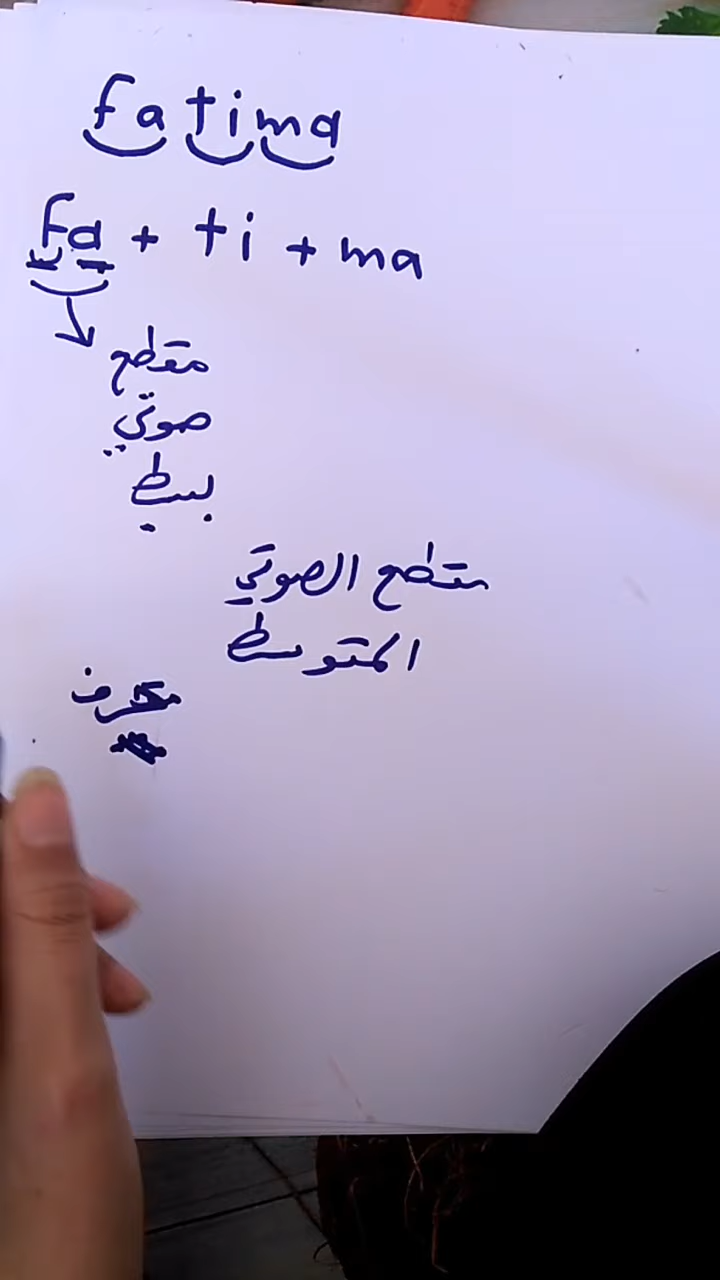 fatima
Fa + ti + ma
مقطع
صوتي
بسيط
مقطع الصوتي
المتوسط